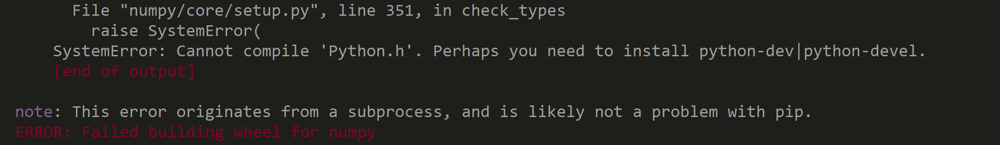 File "numpy/core/setup.py", line 351, in check_types
raise SystemError(
SystemError: Cannot compile 'Python.h'. Perhaps you need to install python-dev|python-devel.
[end of output]
note: This error originates from a subprocess, and is likely not a problem with pip.
ERROR: Failed building wheel for numpy